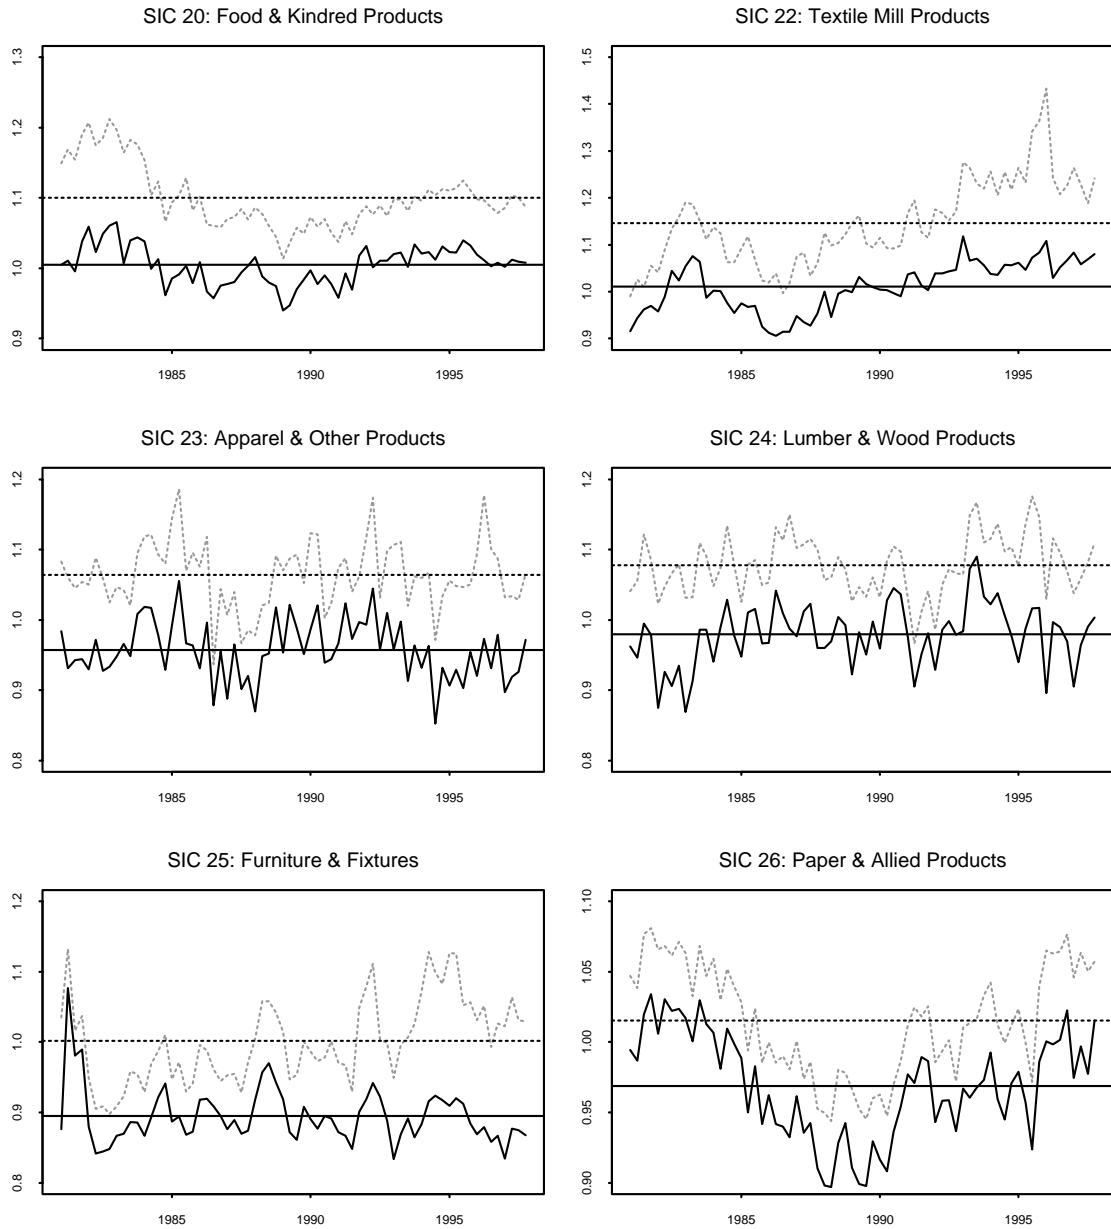 SIC 20: Food & Kindred Products
1.3
1.2
1.1
1.0
0.9
1985 1990 1995
SIC 22: Textile Mill Products
1.5
1.4
1.3
1.2
1.1
1.0
0.9
1985 1990 1995
SIC 23: Apparel & Other Products
1.2
1.1
1.0
0.9
0.8
1985 1990 1995
SIC 24: Lumber & Wood Products
1.2
1.1
1.0
0.9
0.8
1985 1990 1995
SIC 25: Furniture & Fixtures
1.2
1.1
1.0
0.9
0.8
1985 1990 1995
SIC 26: Paper & Allied Products
1.10
1.05
1.00
0.95
0.90
1985 1990 1995